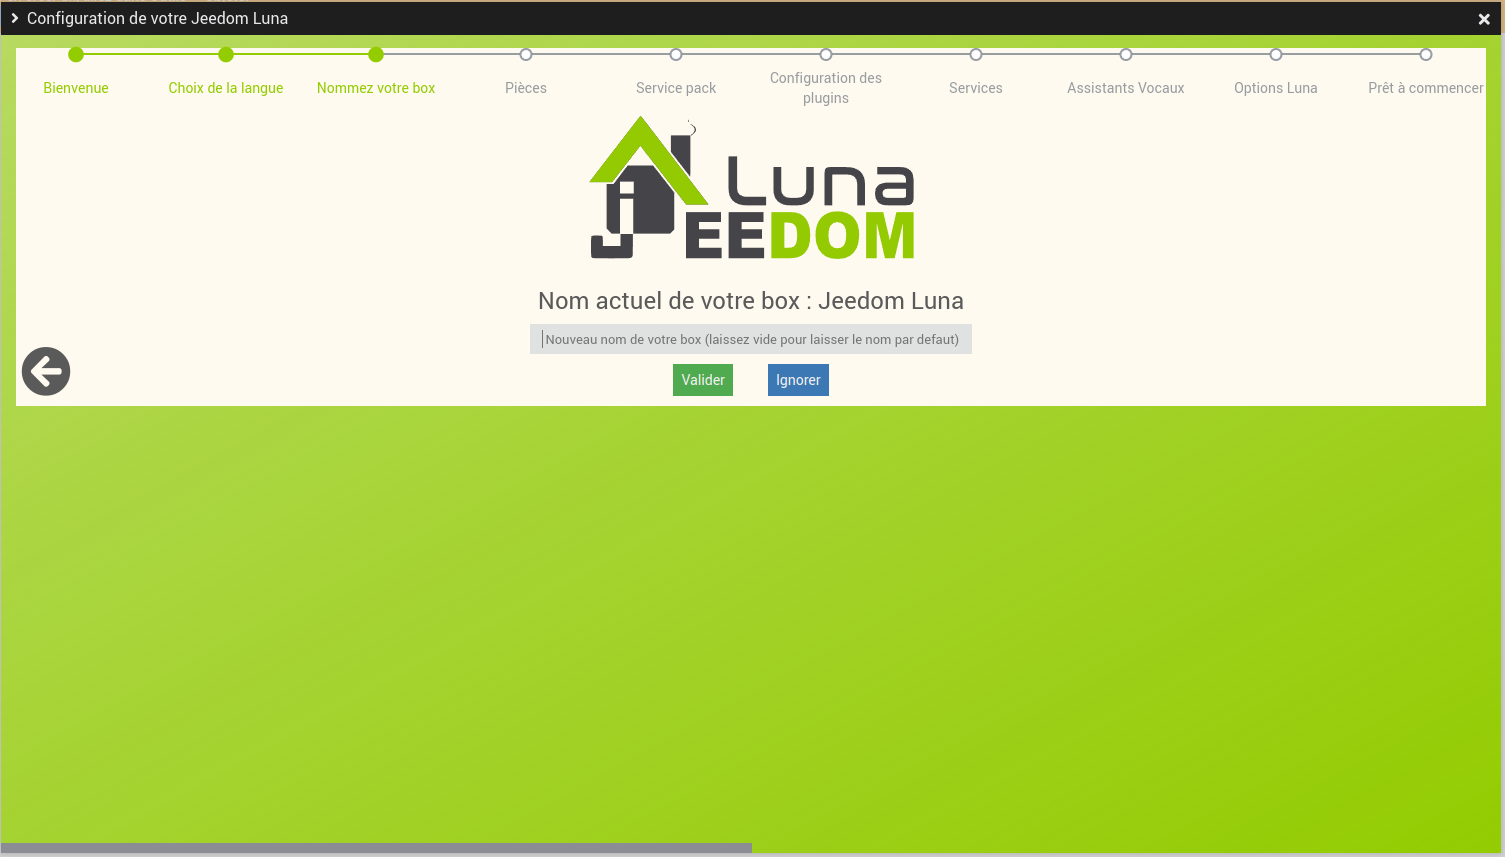 Configuration de votre Jeedom Luna
Bienvenue
Choix de la langue
Nommez votre box
Pièces
Service pack
Configuration des
plugins
Services
Assistants Vocaux
Options Luna
Prêt à commencer
Luna
JEEDOM
Nom actuel de votre box : Jeedom Luna
Nouveau nom de votre box (laissez vide pour laisser le nom par defaut)
Valider
Ignorer